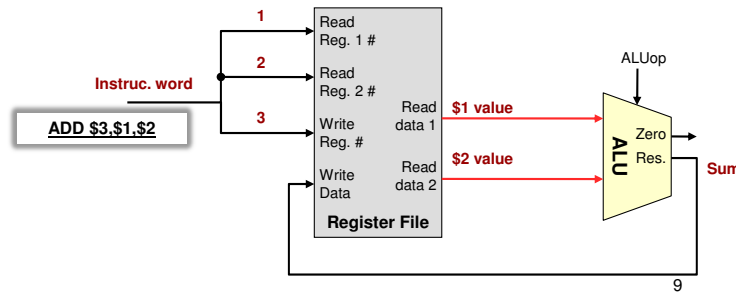 1
Read
Reg. 1 #
2
Instruc. word
Read
Reg. 2 #
ADD $3,$1,$2
3
Write
Reg. #
Write
Data
Read
data 1
Read
data 2
Register File
$1 value
$2 value
ALUop
ALU
Zero
Res.
Sum
9